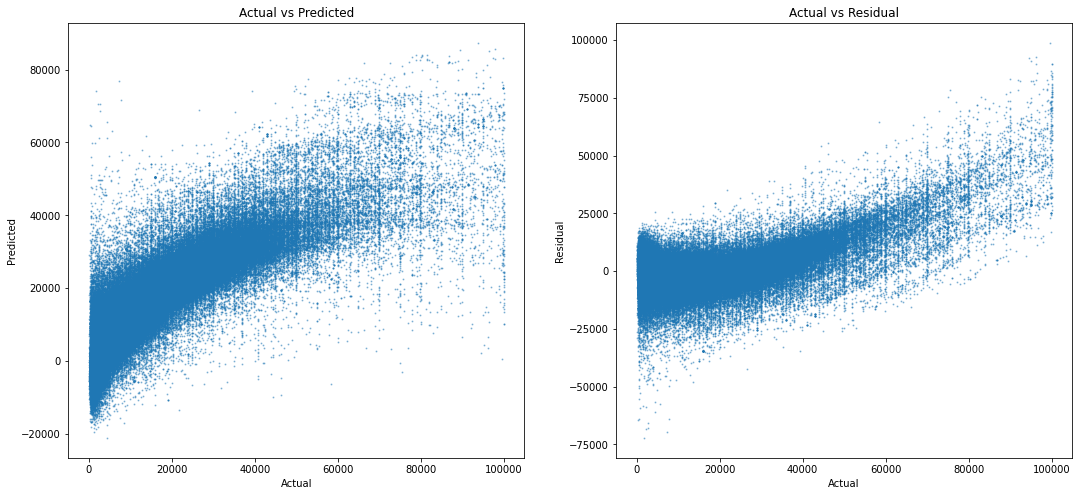 Actual vs Predicted
80000
60000
40000
20000
0
−20000
Predicted
0 20000 40000 60000 80000 100000
Actual
Actual vs Residual
100000
75000
50000
25000
0
−25000
−50000
−75000
Residual
0 20000 40000 60000 80000 100000
Actual